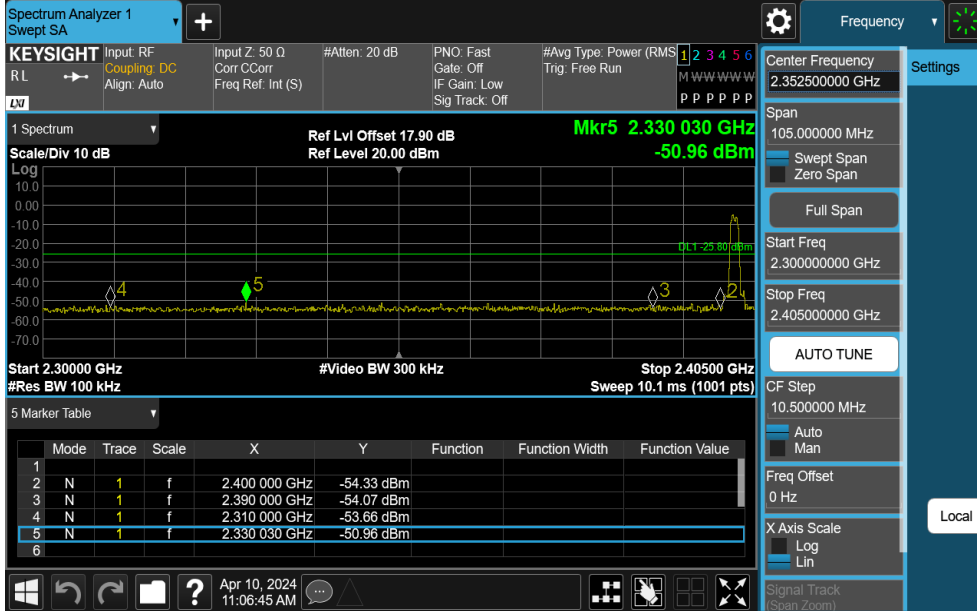 Spectrum Analyzer 1
Swept SA
Frequency
KEYSIGHT
RL
LXI
Input: RF
Coupling: DC
Align: Auto
Input Z: 50 Ω
Corr CCorr
Freq Ref: Int (S)
#Atten: 20 dB
PNO: Fast
Gate: Off
IF Gain: Low
Sig Track: Off
#Avg Type: Power (RMS
Trig: Free Run
1 2 3 4 5 6
M W W W W W
P P P P P P
1 Spectrum
Scale/Div 10 dB
Ref Lvl Offset 17.90 dB
Ref Level 20.00 dBm
Mkr5 2.330 030 GHz
-50.96 dBm
Log
10.0
0.00
-10.0
-20.0
-30.0
-40.0
-50.0
-60.0
-70.0
DL1 -25.80 dBm
4
5
3
2
Start 2.30000 GHz
#Video BW 300 kHz
Stop 2.40500 GHz
#Res BW 100 kHz
Sweep 10.1 ms (1001 pts)
5 Marker Table
Mode Trace Scale X Y Function Function Width Function Value
1
2 N 1 f 2.400 000 GHz -54.33 dBm
3 N 1 f 2.390 000 GHz -54.07 dBm
4 N 1 f 2.310 000 GHz -53.66 dBm
5 N 1 f 2.330 030 GHz -50.96 dBm
6
Apr 10, 2024
11:06:45 AM
Center Frequency
2.352500000 GHz
Settings
Span
105.000000 MHz
Swept Span
Zero Span
Full Span
Start Freq
2.300000000 GHz
Stop Freq
2.405000000 GHz
AUTO TUNE
CF Step
10.500000 MHz
Auto
Man
Freq Offset
0 Hz
X Axis Scale
Log
Lin
Local
Signal Track
(Span Zoom)